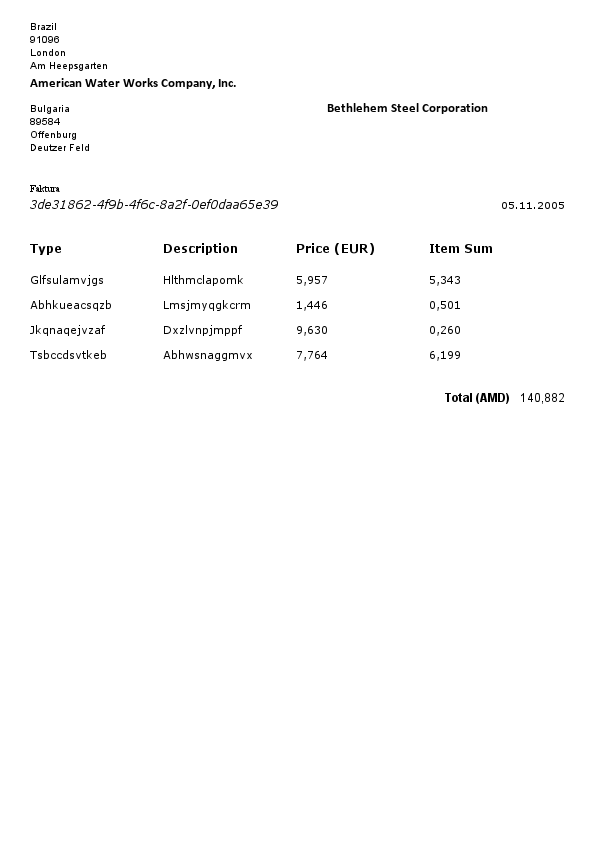 Brazil
91096
London
Am Heepsgarten
American Water Works Company, Inc.
Bulgaria
89584
Offenburg
Deutzer Feld
Bethlehem Steel Corporation
Faktura
3de31862-4f9b-4f6c-8a2f-0ef0daa65e39 05.11.2005
Type Description Price (EUR) Item Sum
Glfsulamvjgs Hlthmclapomk 5,957 5,343
Abhkueacsqzb Lmsjmyqgkcrm 1,446 0,501
Jkqnaqejvzaf Dxzlvnpjmppf 9,630 0,260
Tsbccdsvtkeb Abhwsnaggmvx 7,764 6,199
Total (AMD) 140,882